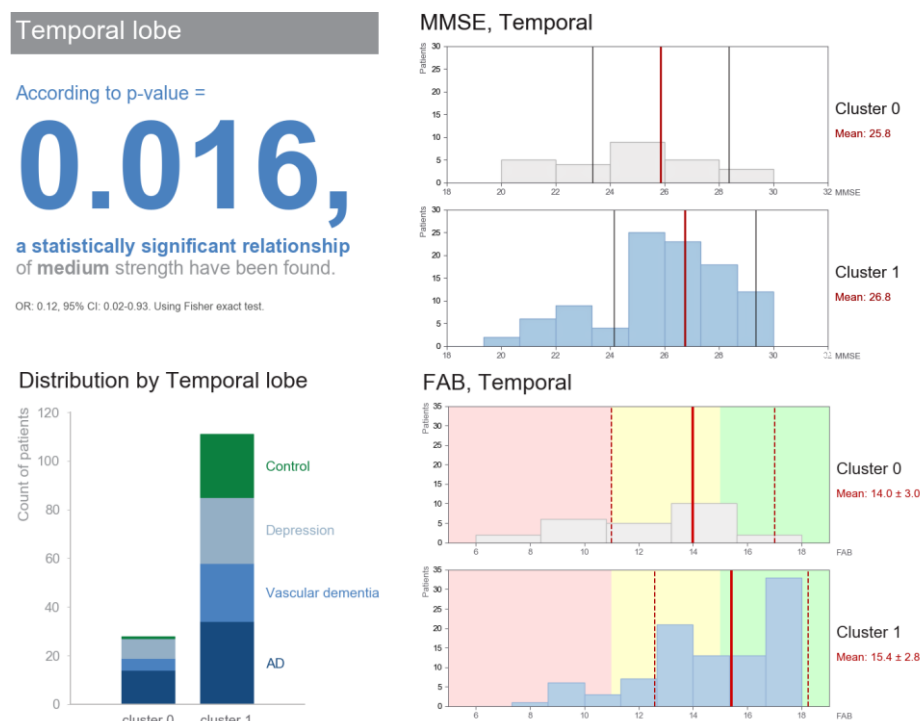 Temporal lobe
According to p-value =
0.016,
a statistically significant relationship
of medium strength have been found.
OR: 0.12, 95% CI: 0.02-0.93. Using Fisher exact test.
Distribution by Temporal lobe
Count of patients
120
100
80
60
40
20
0
Control
Depression
Vascular dementia
AD
cluster 0 cluster 1
MMSE, Temporal
Patients
30
25
20
15
10
5
0
18 20 22 24 26 28 30 32 MMSE
Cluster 0
Mean: 25.8
Patients
30
25
20
15
10
5
0
18 20 22 24 26 28 30 32 MMSE
Cluster 1
Mean: 26.8
FAB, Temporal
Patients
35
30
25
20
15
10
5
0
6 8 10 12 14 16 18 FAB
Cluster 0
Mean: 14.0 ± 3.0
Patients
35
30
25
20
15
10
5
0
6 8 10 12 14 16 18 FAB
Cluster 1
Mean: 15.4 ± 2.8